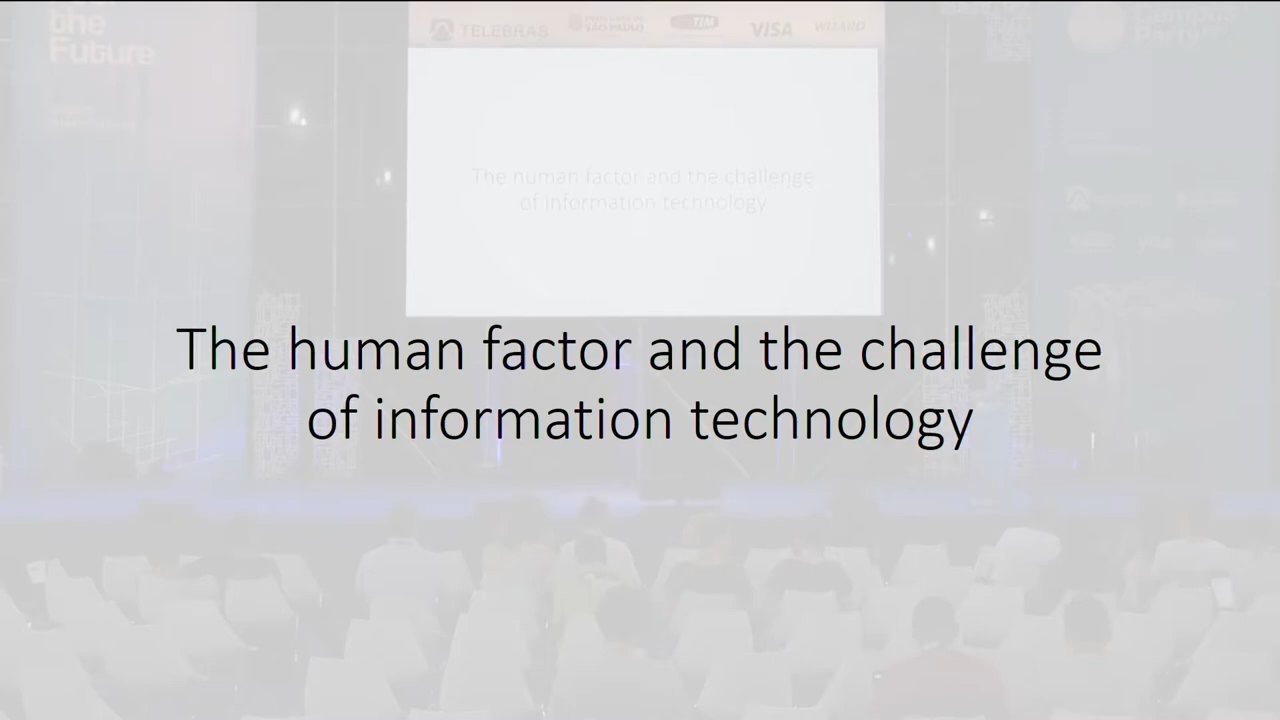 the
Future
TELEBRAS
SÃO PAULO
TIM
VISA
WIZARD
Party
The human factor and the challenge
of information technology
The human factor and the challenge
of information technology